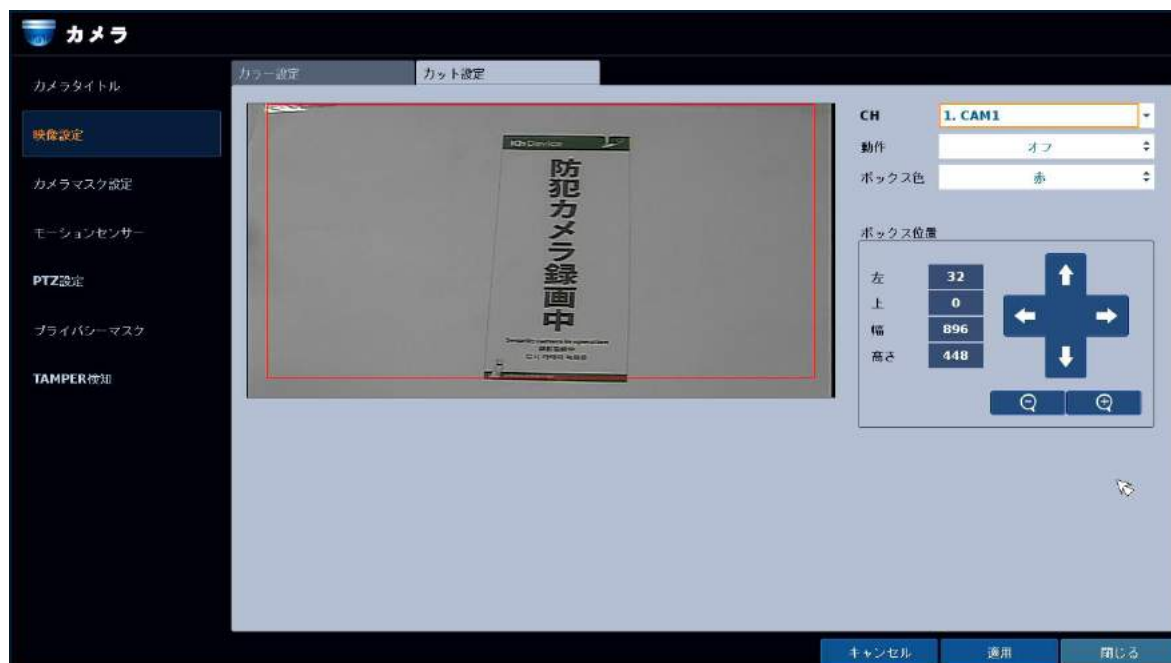 カメラ
カメラタイトル
映像設定
カメラマスク設定
モーションセンサー
PTZ設定
プライバシーマスク
TAMPER検知
カラー設定
カット設定
防犯カメラ録画中
CH
1. CAM1
動作
オフ
ボックス色
赤
ボックス位置
左
32
上
0
幅
896
高さ
448
キャンセル
適用
閉じる